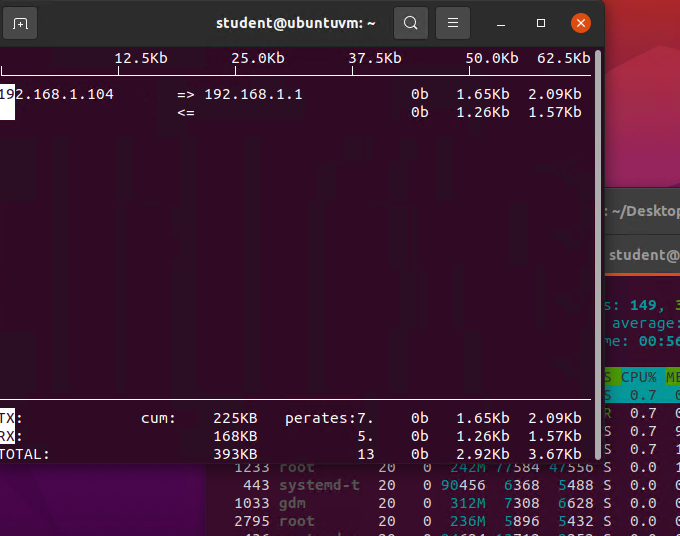 student@ubuntuvm: ~
12.5Kb 25.0Kb 37.5Kb 50.0Kb 62.5Kb
192.168.1.104 => 192.168.1.1 0b 1.65Kb 2.09Kb
<= 0b 1.26Kb 1.57Kb
: ~/Desktop
student@
s: 149, 3
average:
me: 00:56
S CPU% ME
S 0.7 0
R 0.7 0
S 0.7 9
S 0.7 1
TX: cum: 225KB perates:7. 0b 1.65Kb 2.09Kb
RX: 168KB 5. 0b 1.26Kb 1.57Kb
TOTAL: 393KB 13 0b 2.92Kb 3.67Kb
1233 root 20 0 242M 77584 47556 S 0.0 1
443 systemd-t 20 0 90456 6368 5488 S 0.0 0
1033 gdm 20 0 312M 7308 6628 S 0.0 0
2795 root 20 0 236M 5896 5432 S 0.0 0